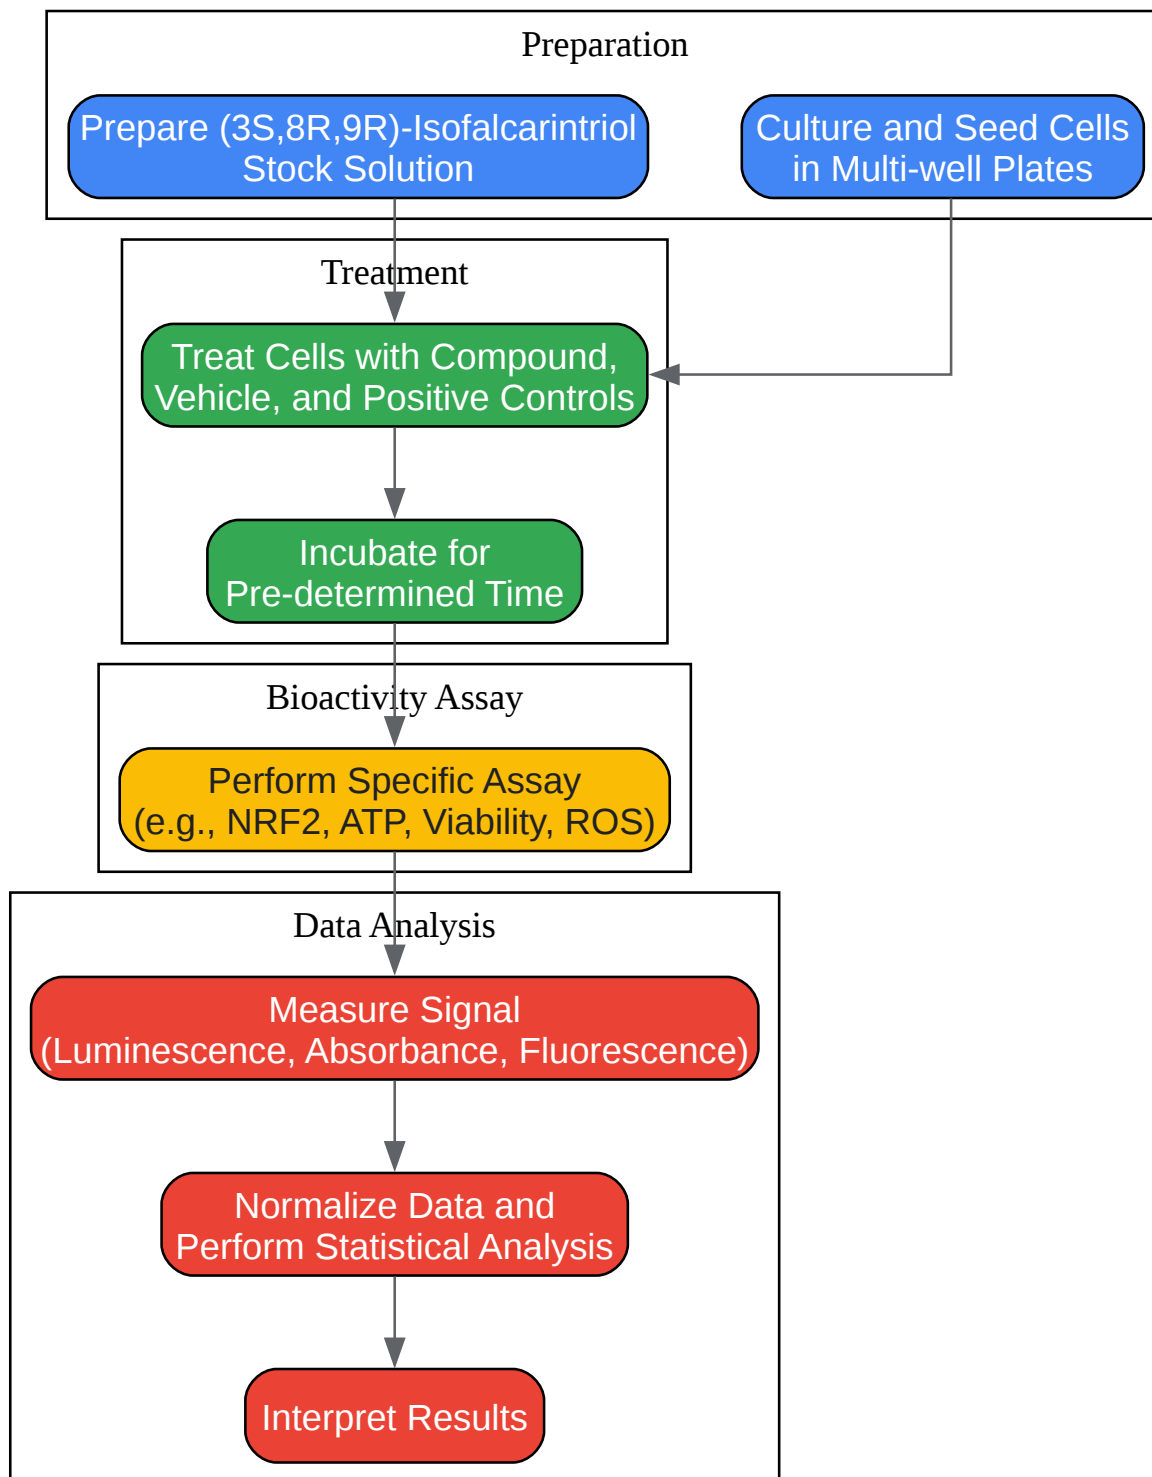 Preparation
Prepare (3S,8R,9R)-Isofalcarintriol
Stock Solution
Culture and Seed Cells
in Multi-well Plates
Treatment
Treat Cells with Compound,
Vehicle, and Positive Controls
Incubate for
Pre-determined Time
Bioactivity Assay
Perform Specific Assay
(e.g., NRF2, ATP, Viability, ROS)
Data Analysis
Measure Signal
(Luminescence, Absorbance, Fluorescence)
Normalize Data and
Perform Statistical Analysis
Interpret Results